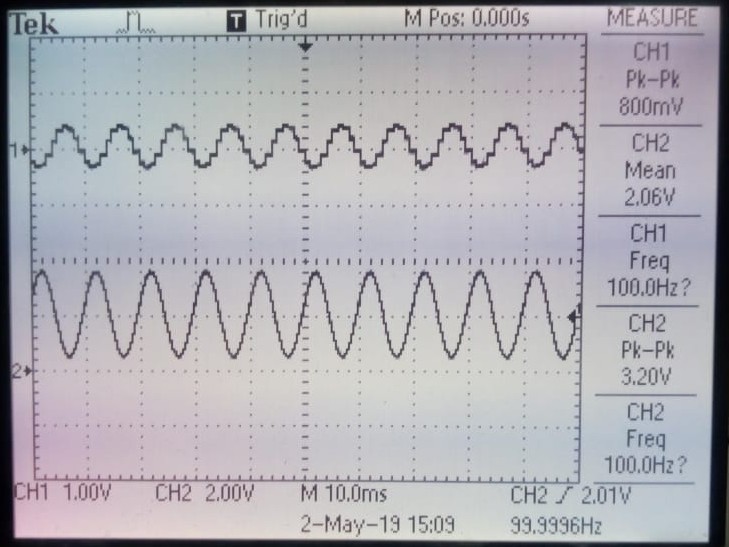 Tek T Trig'd M Pos: 0.000s MEASURE
CH1
Pk-Pk
800mV
1
CH2
Mean
2.06V
CH1
Freq
100.0Hz?
CH2
Pk-Pk
3.20V
2
CH2
Freq
100.0Hz?
CH1 1.00V CH2 2.00V M 10.0ms CH2 2.01V
2-May-19 15:09 99.9996Hz